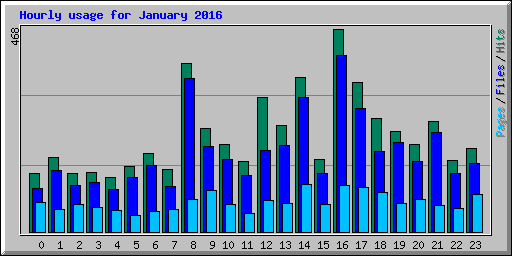 Hourly usage for January 2016
468
Pages/Files/Hits
0 1 2 3 4 5 6 7 8 9 10 11 12 13 14 15 16 17 18 19 20 21 22 23